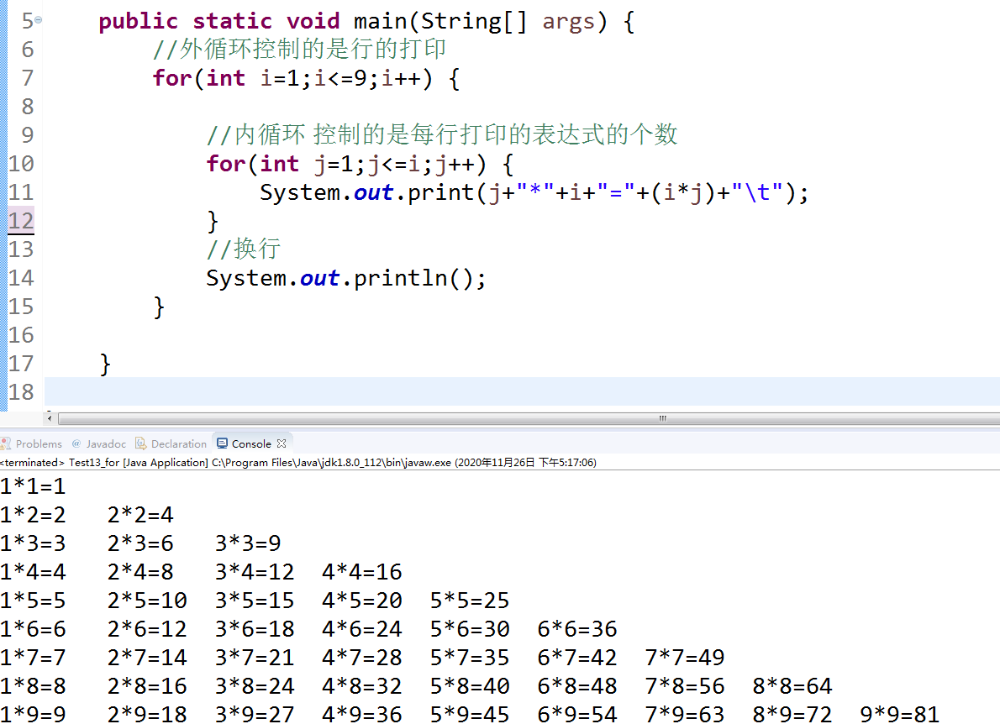 5 public static void main(String[] args) {
6 //外循环控制的是行的打印
7 for(int i=1;i<=9;i++) {
8
9 //内循环 控制的是每行打印的表达式的个数
10 for(int j=1;j<=i;j++) {
11 System.out.print(j+"*"+i+"="+(i*j)+"\t");
12 }
13 //换行
14 System.out.println();
15 }
16
17 }
18
Problems @ Javadoc Declaration Console
<terminated> Test13_for [Java Application] C:\Program Files\Java\jdk1.8.0_112\bin\javaw.exe (2020年11月26日 下午5:17:06)
1*1=1
1*2=2 2*2=4
1*3=3 2*3=6 3*3=9
1*4=4 2*4=8 3*4=12 4*4=16
1*5=5 2*5=10 3*5=15 4*5=20 5*5=25
1*6=6 2*6=12 3*6=18 4*6=24 5*6=30 6*6=36
1*7=7 2*7=14 3*7=21 4*7=28 5*7=35 6*7=42 7*7=49
1*8=8 2*8=16 3*8=24 4*8=32 5*8=40 6*8=48 7*8=56 8*8=64
1*9=9 2*9=18 3*9=27 4*9=36 5*9=45 6*9=54 7*9=63 8*9=72 9*9=81